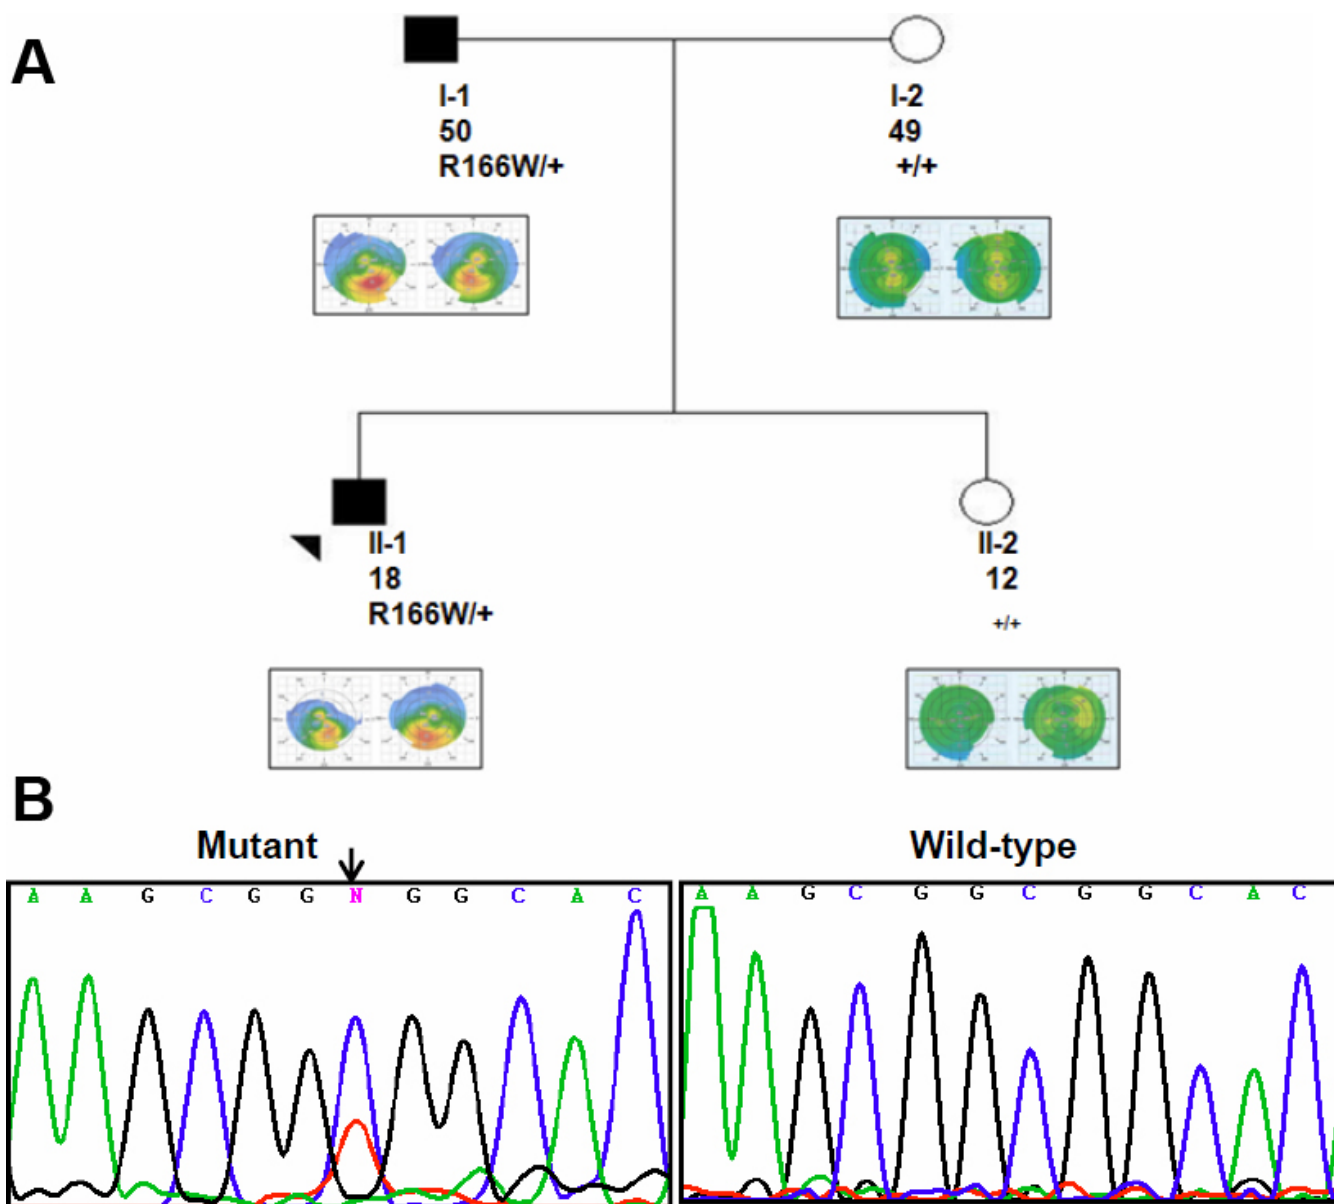 A
I-1
50
R166W/+
I-2
49
+/+
II-1
18
R166W/+
II-2
12
+/+
B
Mutant
Wild-type
A A G C G G N G G C A C
A A G C G G C G G C A C